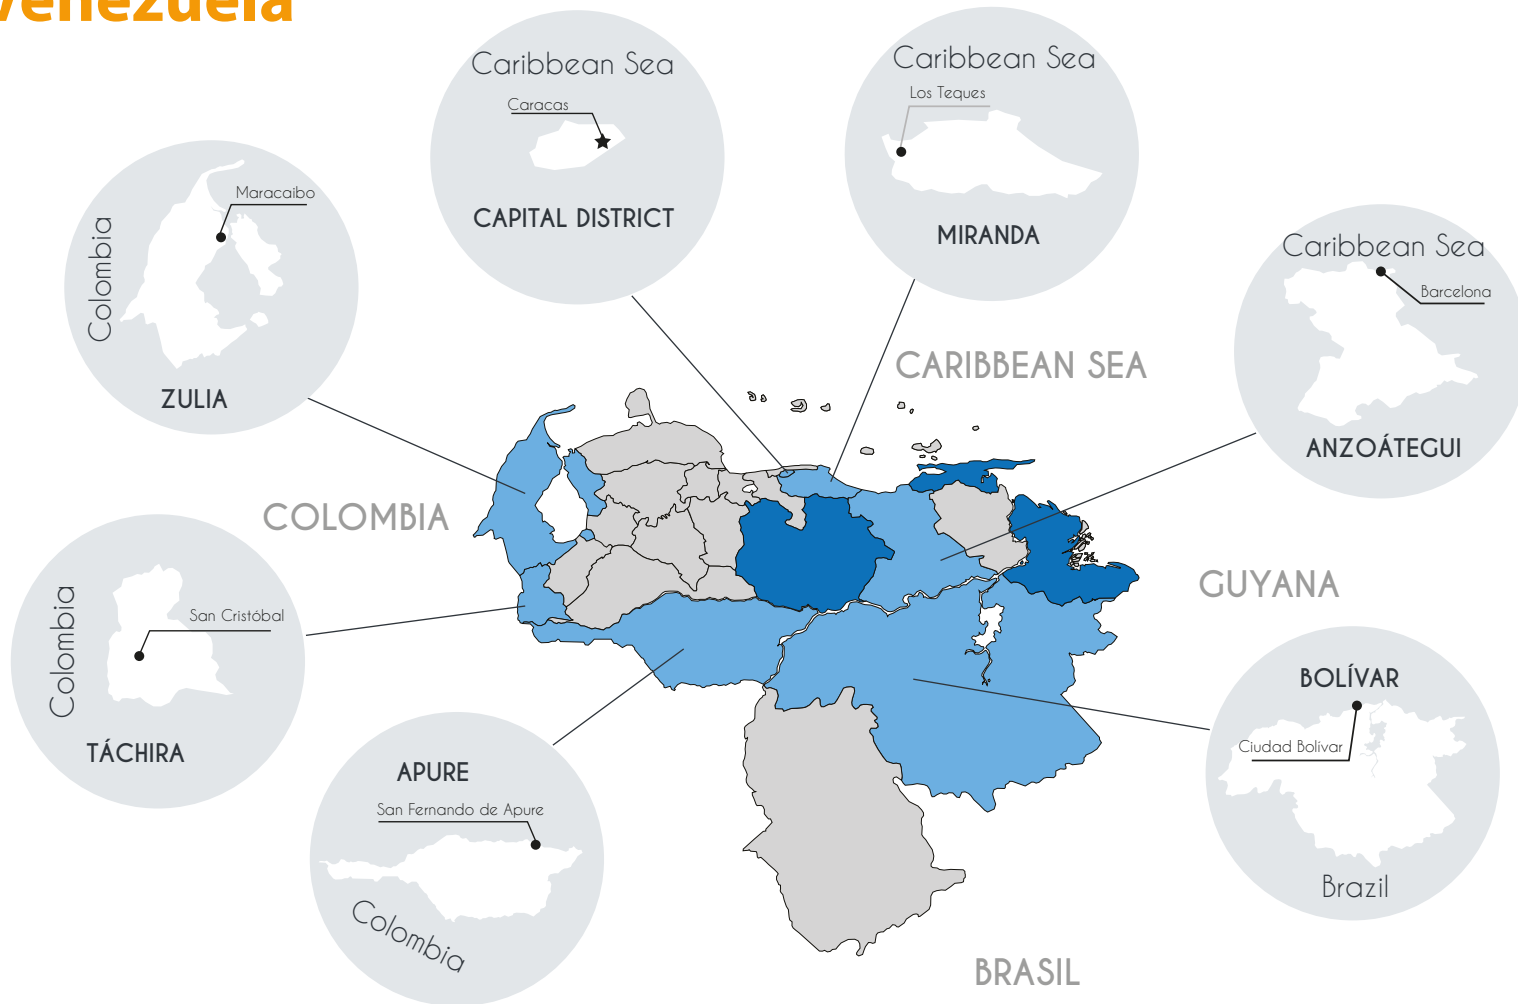 Venezuela
Caribbean Sea
Caracas
CAPITAL DISTRICT
Caribbean Sea
Los Teques
MIRANDA
Colombia
Maracaibo
ZULIA
Caribbean Sea
Barcelona
ANZOÁTEGUI
CARIBBEAN SEA
COLOMBIA
GUYANA
Colombia
San Cristóbal
TÁCHIRA
BOLÍVAR
Ciudad Bolivar
Brazil
APURE
San Fernando de Apure
Colombia
BRASIL